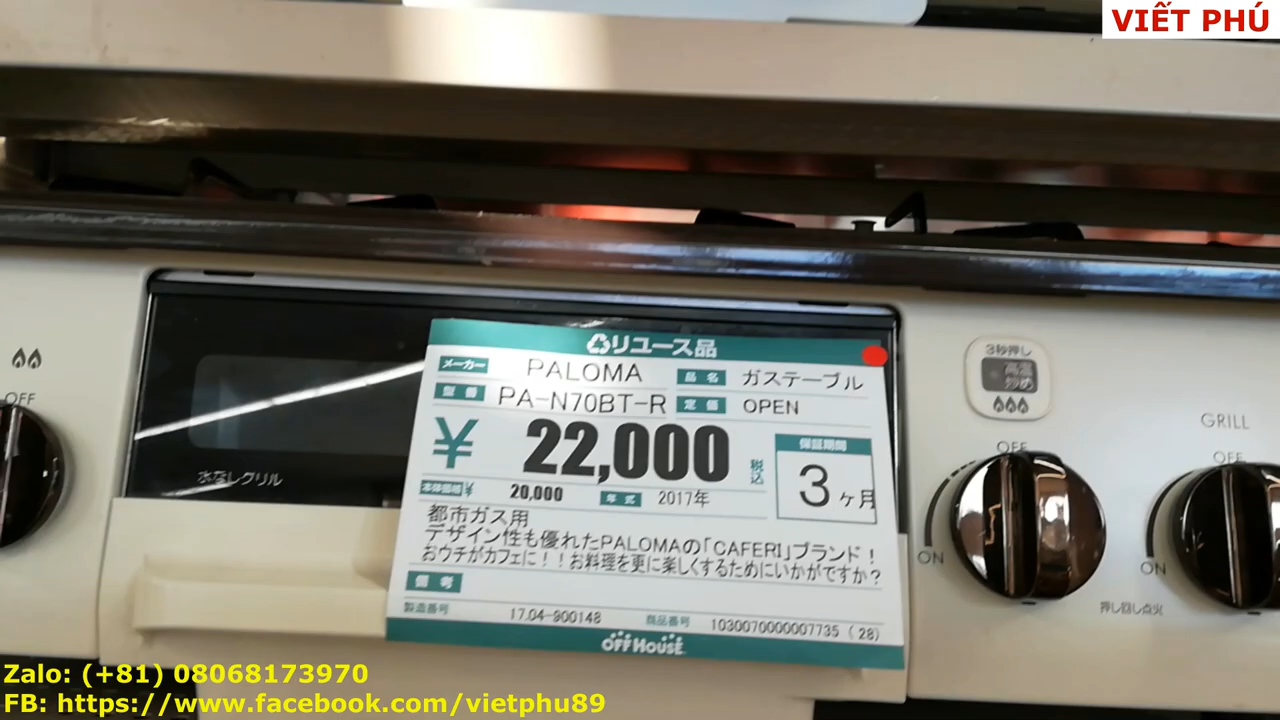 VIẾT PHÚ
リユース品
メーカー PALOMA 品名 ガステーブル
型番 PA-N70BT-R 定価 OPEN
¥ 22,000 税込 保証期間 3ヶ月
本体価格¥ 20,000 年式 2017年
都市ガス用
デザイン性も優れたPALOMAの「CAFERI」ブランド！
おウチがカフェに！！お料理を更に楽しくするためにいかがですか？
備考
製造番号 17.04-900148 商品番号 1030070000007735 (28)
OFF HOUSE
OFF
水なしグリル
3秒押し
高温
炒め
OFF
ON
GRILL
OFF
ON
押し回し点火
Zalo: (+81) 08068173970
FB: https://www.facebook.com/vietphu89